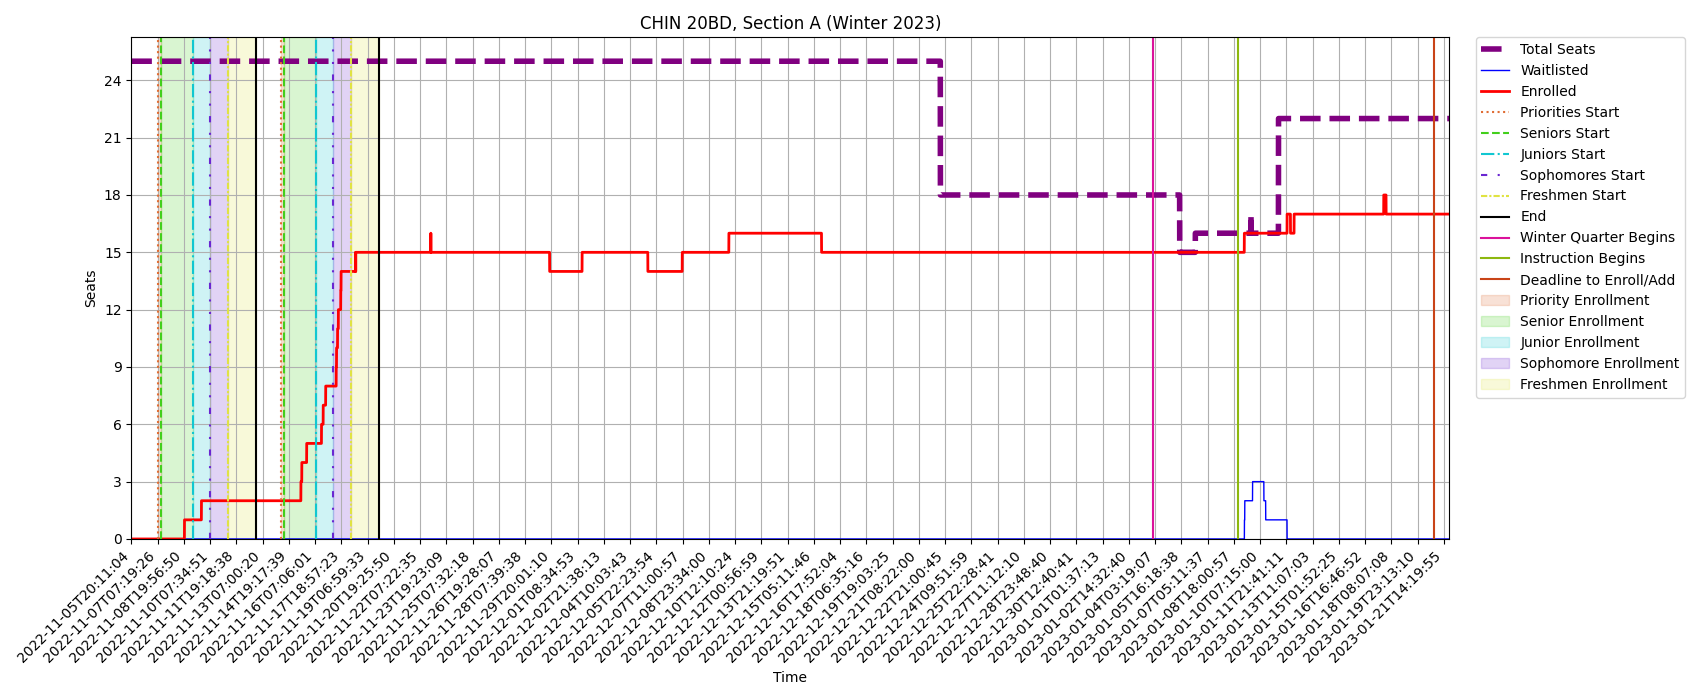 CHIN 20BD, Section A (Winter 2023)
Seats
24
21
18
15
12
9
6
3
0
2022-11-05T20:11:04
2022-11-07T07:19:26
2022-11-08T19:56:50
2022-11-10T07:34:51
2022-11-11T19:18:38
2022-11-13T07:00:20
2022-11-14T19:17:39
2022-11-16T07:06:01
2022-11-17T18:57:23
2022-11-19T06:59:33
2022-11-20T19:25:50
2022-11-22T07:22:35
2022-11-23T19:23:09
2022-11-25T07:32:18
2022-11-26T19:28:07
2022-11-28T07:39:38
2022-11-29T20:01:10
2022-12-01T08:34:53
2022-12-02T21:38:13
2022-12-04T10:03:43
2022-12-05T22:23:54
2022-12-07T11:00:57
2022-12-08T23:34:00
2022-12-10T12:10:24
2022-12-12T00:56:59
2022-12-13T13:19:51
2022-12-15T05:11:46
2022-12-16T17:52:04
2022-12-18T06:35:16
2022-12-19T19:03:25
2022-12-21T08:22:00
2022-12-22T21:00:45
2022-12-24T09:51:59
2022-12-25T22:28:41
2022-12-27T11:12:10
2022-12-28T23:48:40
2022-12-30T12:40:41
2023-01-01T01:37:13
2023-01-02T14:32:40
2023-01-04T03:19:07
2023-01-05T16:18:38
2023-01-07T05:11:37
2023-01-08T18:00:57
2023-01-10T07:15:00
2023-01-11T21:41:11
2023-01-13T11:07:03
2023-01-15T01:52:25
2023-01-16T16:46:52
2023-01-18T08:07:08
2023-01-19T23:13:10
2023-01-21T14:19:55
Time
Total Seats
Waitlisted
Enrolled
Priorities Start
Seniors Start
Juniors Start
Sophomores Start
Freshmen Start
End
Winter Quarter Begins
Instruction Begins
Deadline to Enroll/Add
Priority Enrollment
Senior Enrollment
Junior Enrollment
Sophomore Enrollment
Freshmen Enrollment